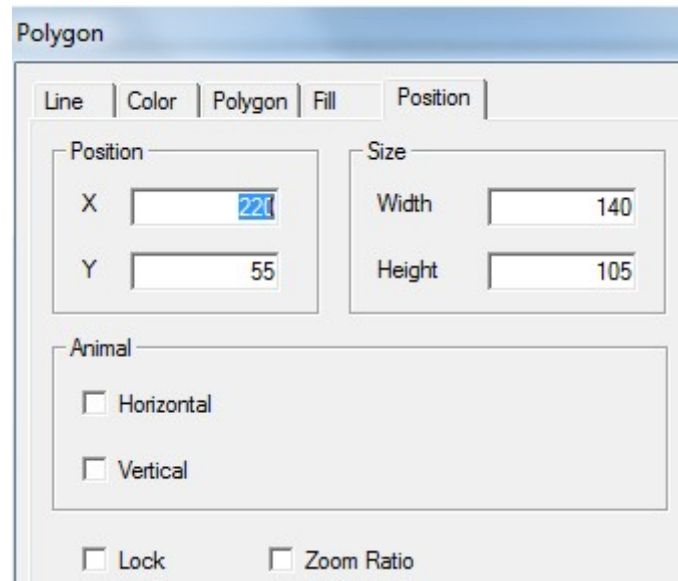 Polygon
Line Color Polygon Fill Position
Position Size
X 220 Width 140
Y 55 Height 105
Animal
Horizontal
Vertical
Lock Zoom Ratio